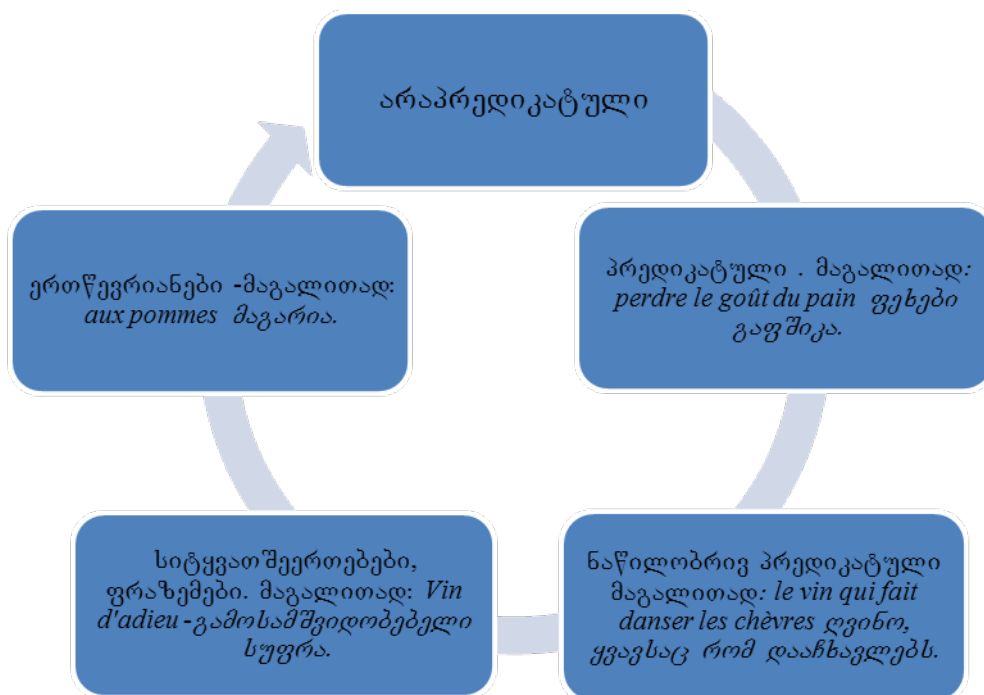 არაპრედიკატული
პრედიკატული . მაგალითად:
perdre le goût du pain ფეხები
გაფშიკა.
ნაწილობრივ პრედიკატული
მაგალითად: le vin qui fait
danser les chèvres ღვინო,
ყვავსაც რომ დააჩხავლებს.
სიტყვათშეერთებები,
ფრაზემები. მაგალითად: Vin
d'adieu -გამოსამშვიდობებელი
სუფრა.
ერთწევრიანები -მაგალითად:
aux pommes მაგარია.